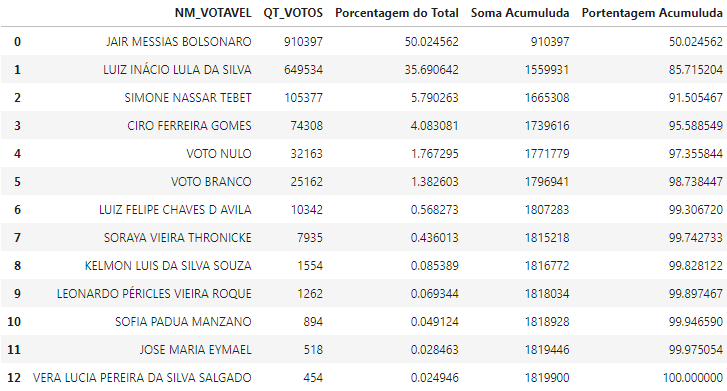 NM_VOTAVEL QT_VOTOS Porcentagem do Total Soma Acumuluda Portentagem Acumuluda
0 JAIR MESSIAS BOLSONARO 910397 50.024562 910397 50.024562
1 LUIZ INÁCIO LULA DA SILVA 649534 35.690642 1559931 85.715204
2 SIMONE NASSAR TEBET 105377 5.790263 1665308 91.505467
3 CIRO FERREIRA GOMES 74308 4.083081 1739616 95.588549
4 VOTO NULO 32163 1.767295 1771779 97.355844
5 VOTO BRANCO 25162 1.382603 1796941 98.738447
6 LUIZ FELIPE CHAVES D AVILA 10342 0.568273 1807283 99.306720
7 SORAYA VIEIRA THRONICKE 7935 0.436013 1815218 99.742733
8 KELMON LUIS DA SILVA SOUZA 1554 0.085389 1816772 99.828122
9 LEONARDO PÉRICLES VIEIRA ROQUE 1262 0.069344 1818034 99.897467
10 SOFIA PADUA MANZANO 894 0.049124 1818928 99.946590
11 JOSE MARIA EYMAEL 518 0.028463 1819446 99.975054
12 VERA LUCIA PEREIRA DA SILVA SALGADO 454 0.024946 1819900 100.000000